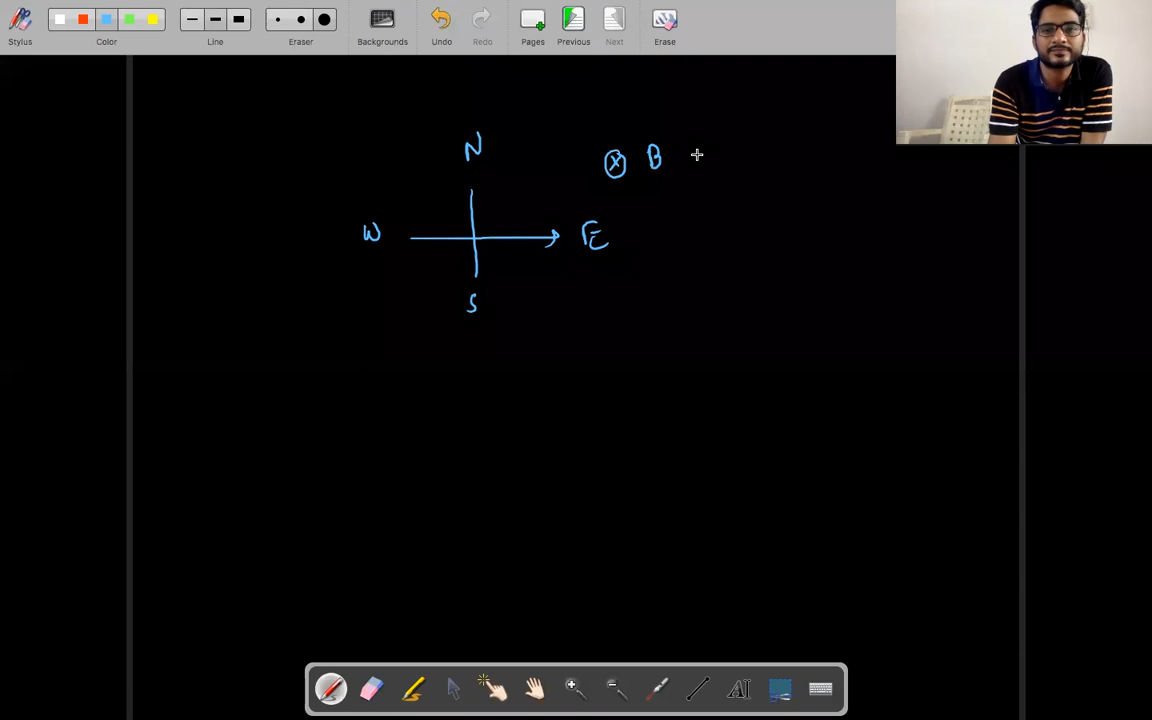 Stylus Color Line Eraser Backgrounds Undo Redo Pages Previous Next Erase
N
B
W E
S